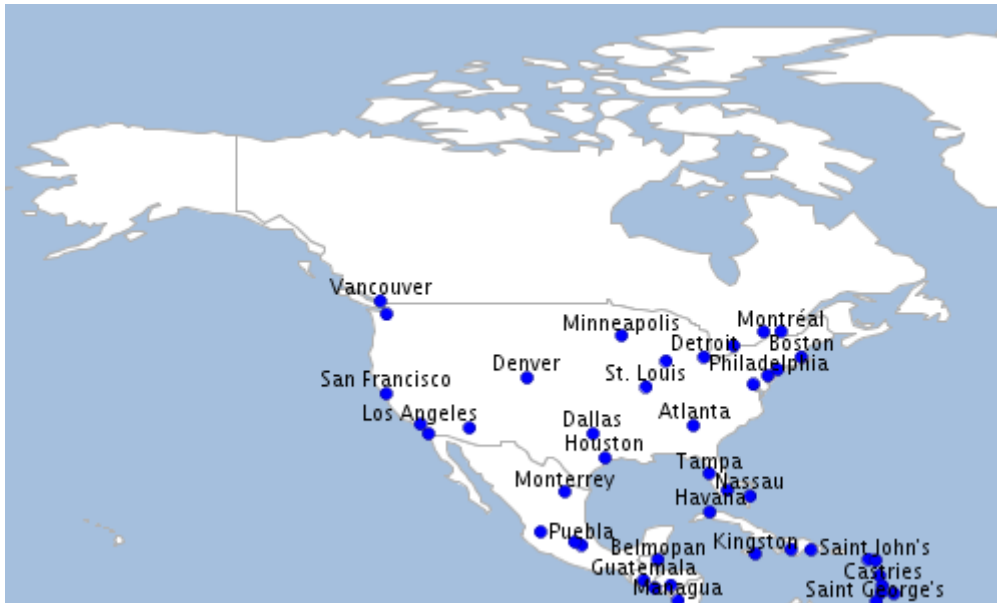 Vancouver
Minneapolis
Montréal
Detroit
Boston
Denver
St. Louis
Philadelphia
San Francisco
Los Angeles
Dallas
Atlanta
Houston
Tampa
Monterrey
Nassau
Havana
Puebla
Kingston
Belmopan
Saint John's
Guatemala
Castries
Managua
Saint George's